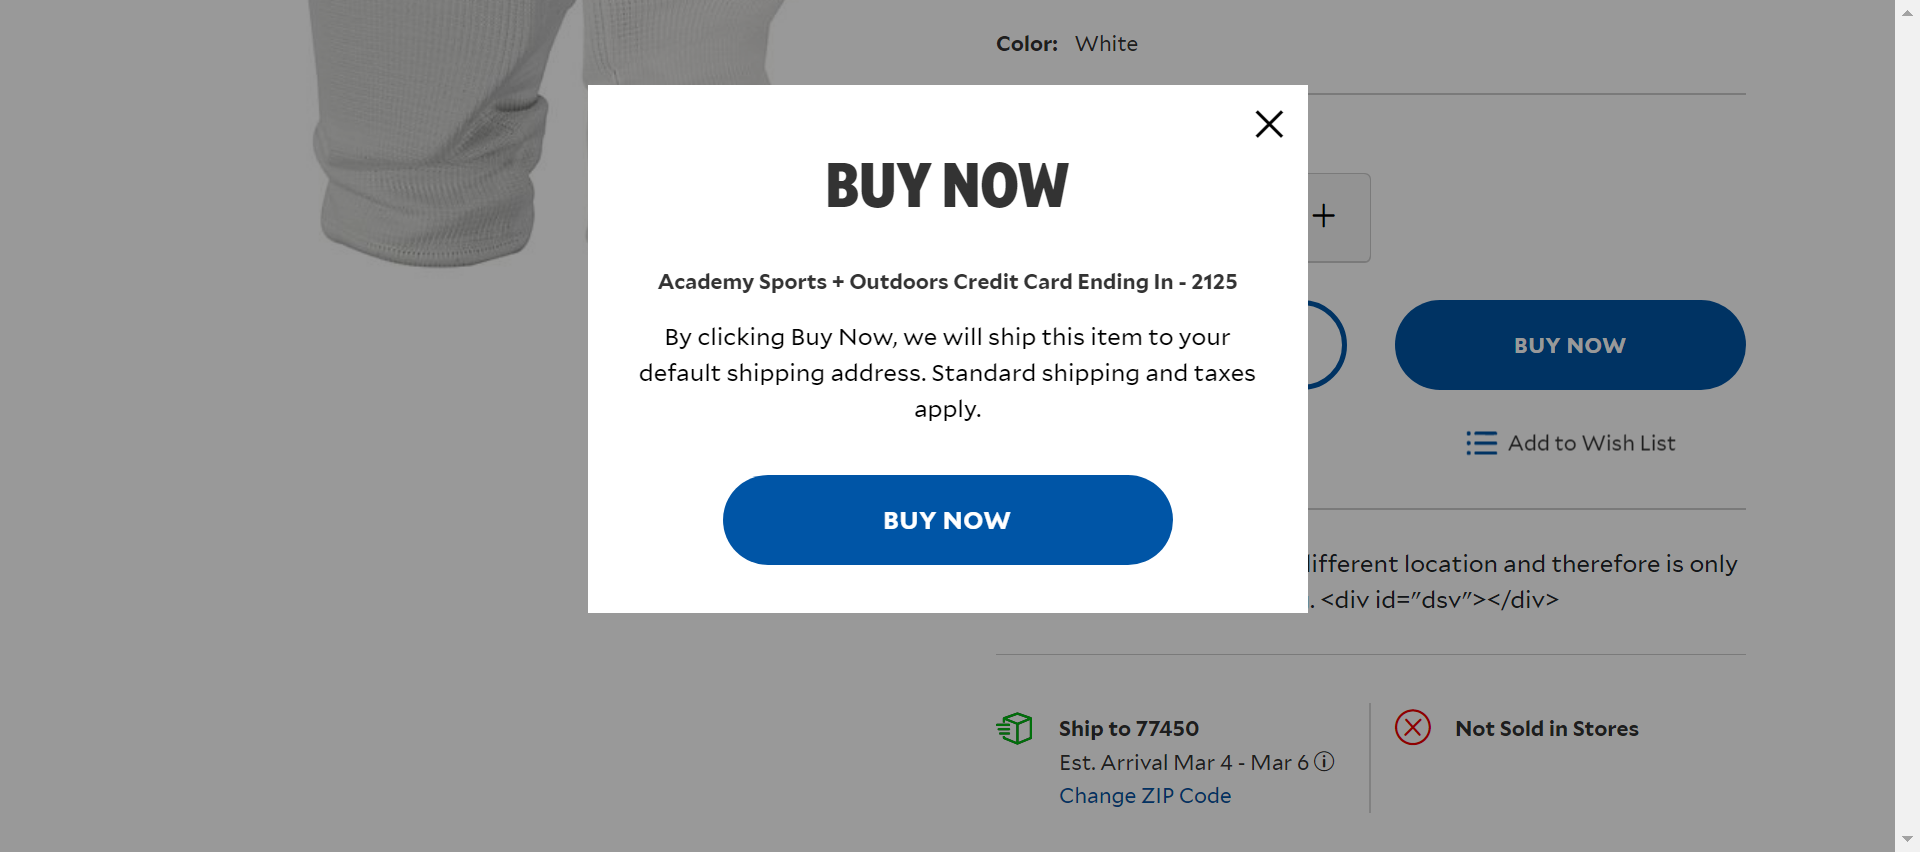 Color: White
BUY NOW
Academy Sports + Outdoors Credit Card Ending In - 2125
By clicking Buy Now, we will ship this item to your
default shipping address. Standard shipping and taxes
apply.
BUY NOW
BUY NOW
Add to Wish List
different location and therefore is only
. <div id="dsv"></div>
Ship to 77450
Est. Arrival Mar 4 - Mar 6
Change ZIP Code
Not Sold in Stores